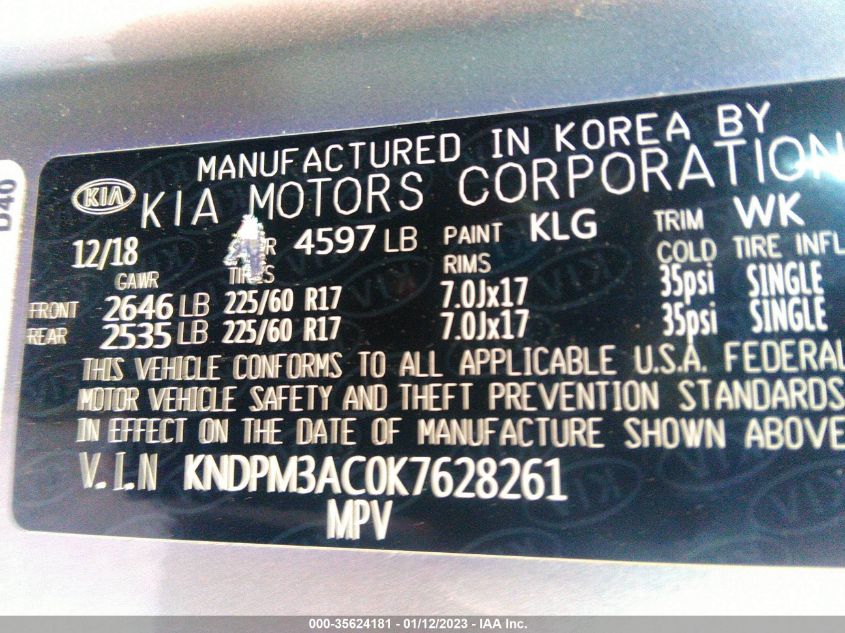 MANUFACTURED IN KOREA BY
KIA KIA MOTORS CORPORATION
12/18 4597 LB PAINT KLG TRIM WK
GAWR TIRES RIMS COLD TIRE INFL
FRONT 2646 LB 225/60 R17 7.0Jx17 35psi SINGLE
REAR 2535 LB 225/60 R17 7.0Jx17 35psi SINGLE
THIS VEHICLE CONFORMS TO ALL APPLICABLE U.S.A. FEDERAL
MOTOR VEHICLE SAFETY AND THEFT PREVENTION STANDARDS
IN EFFECT ON THE DATE OF MANUFACTURE SHOWN ABOVE
V.I.N KNDPM3AC0K7628261
MPV
D40
000-35624181 - 01/12/2023 - IAA Inc.